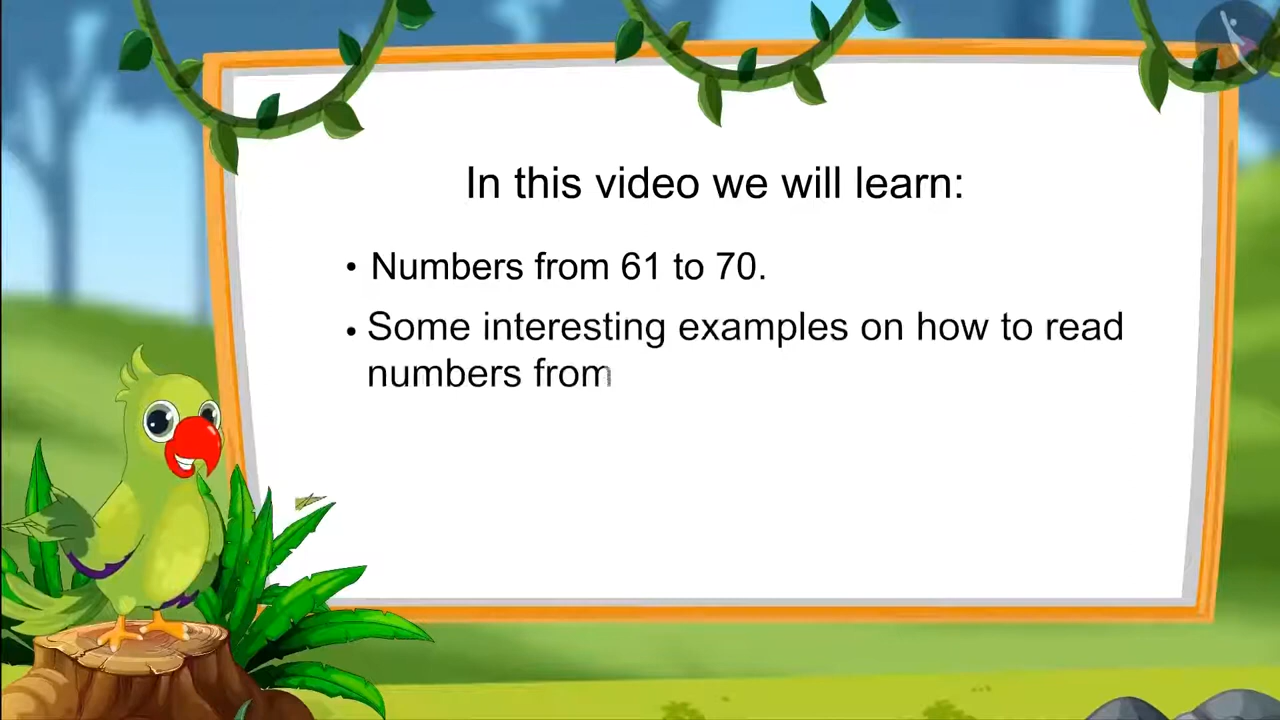 In this video we will learn:
• Numbers from 61 to 70.
• Some interesting examples on how to read
numbers from